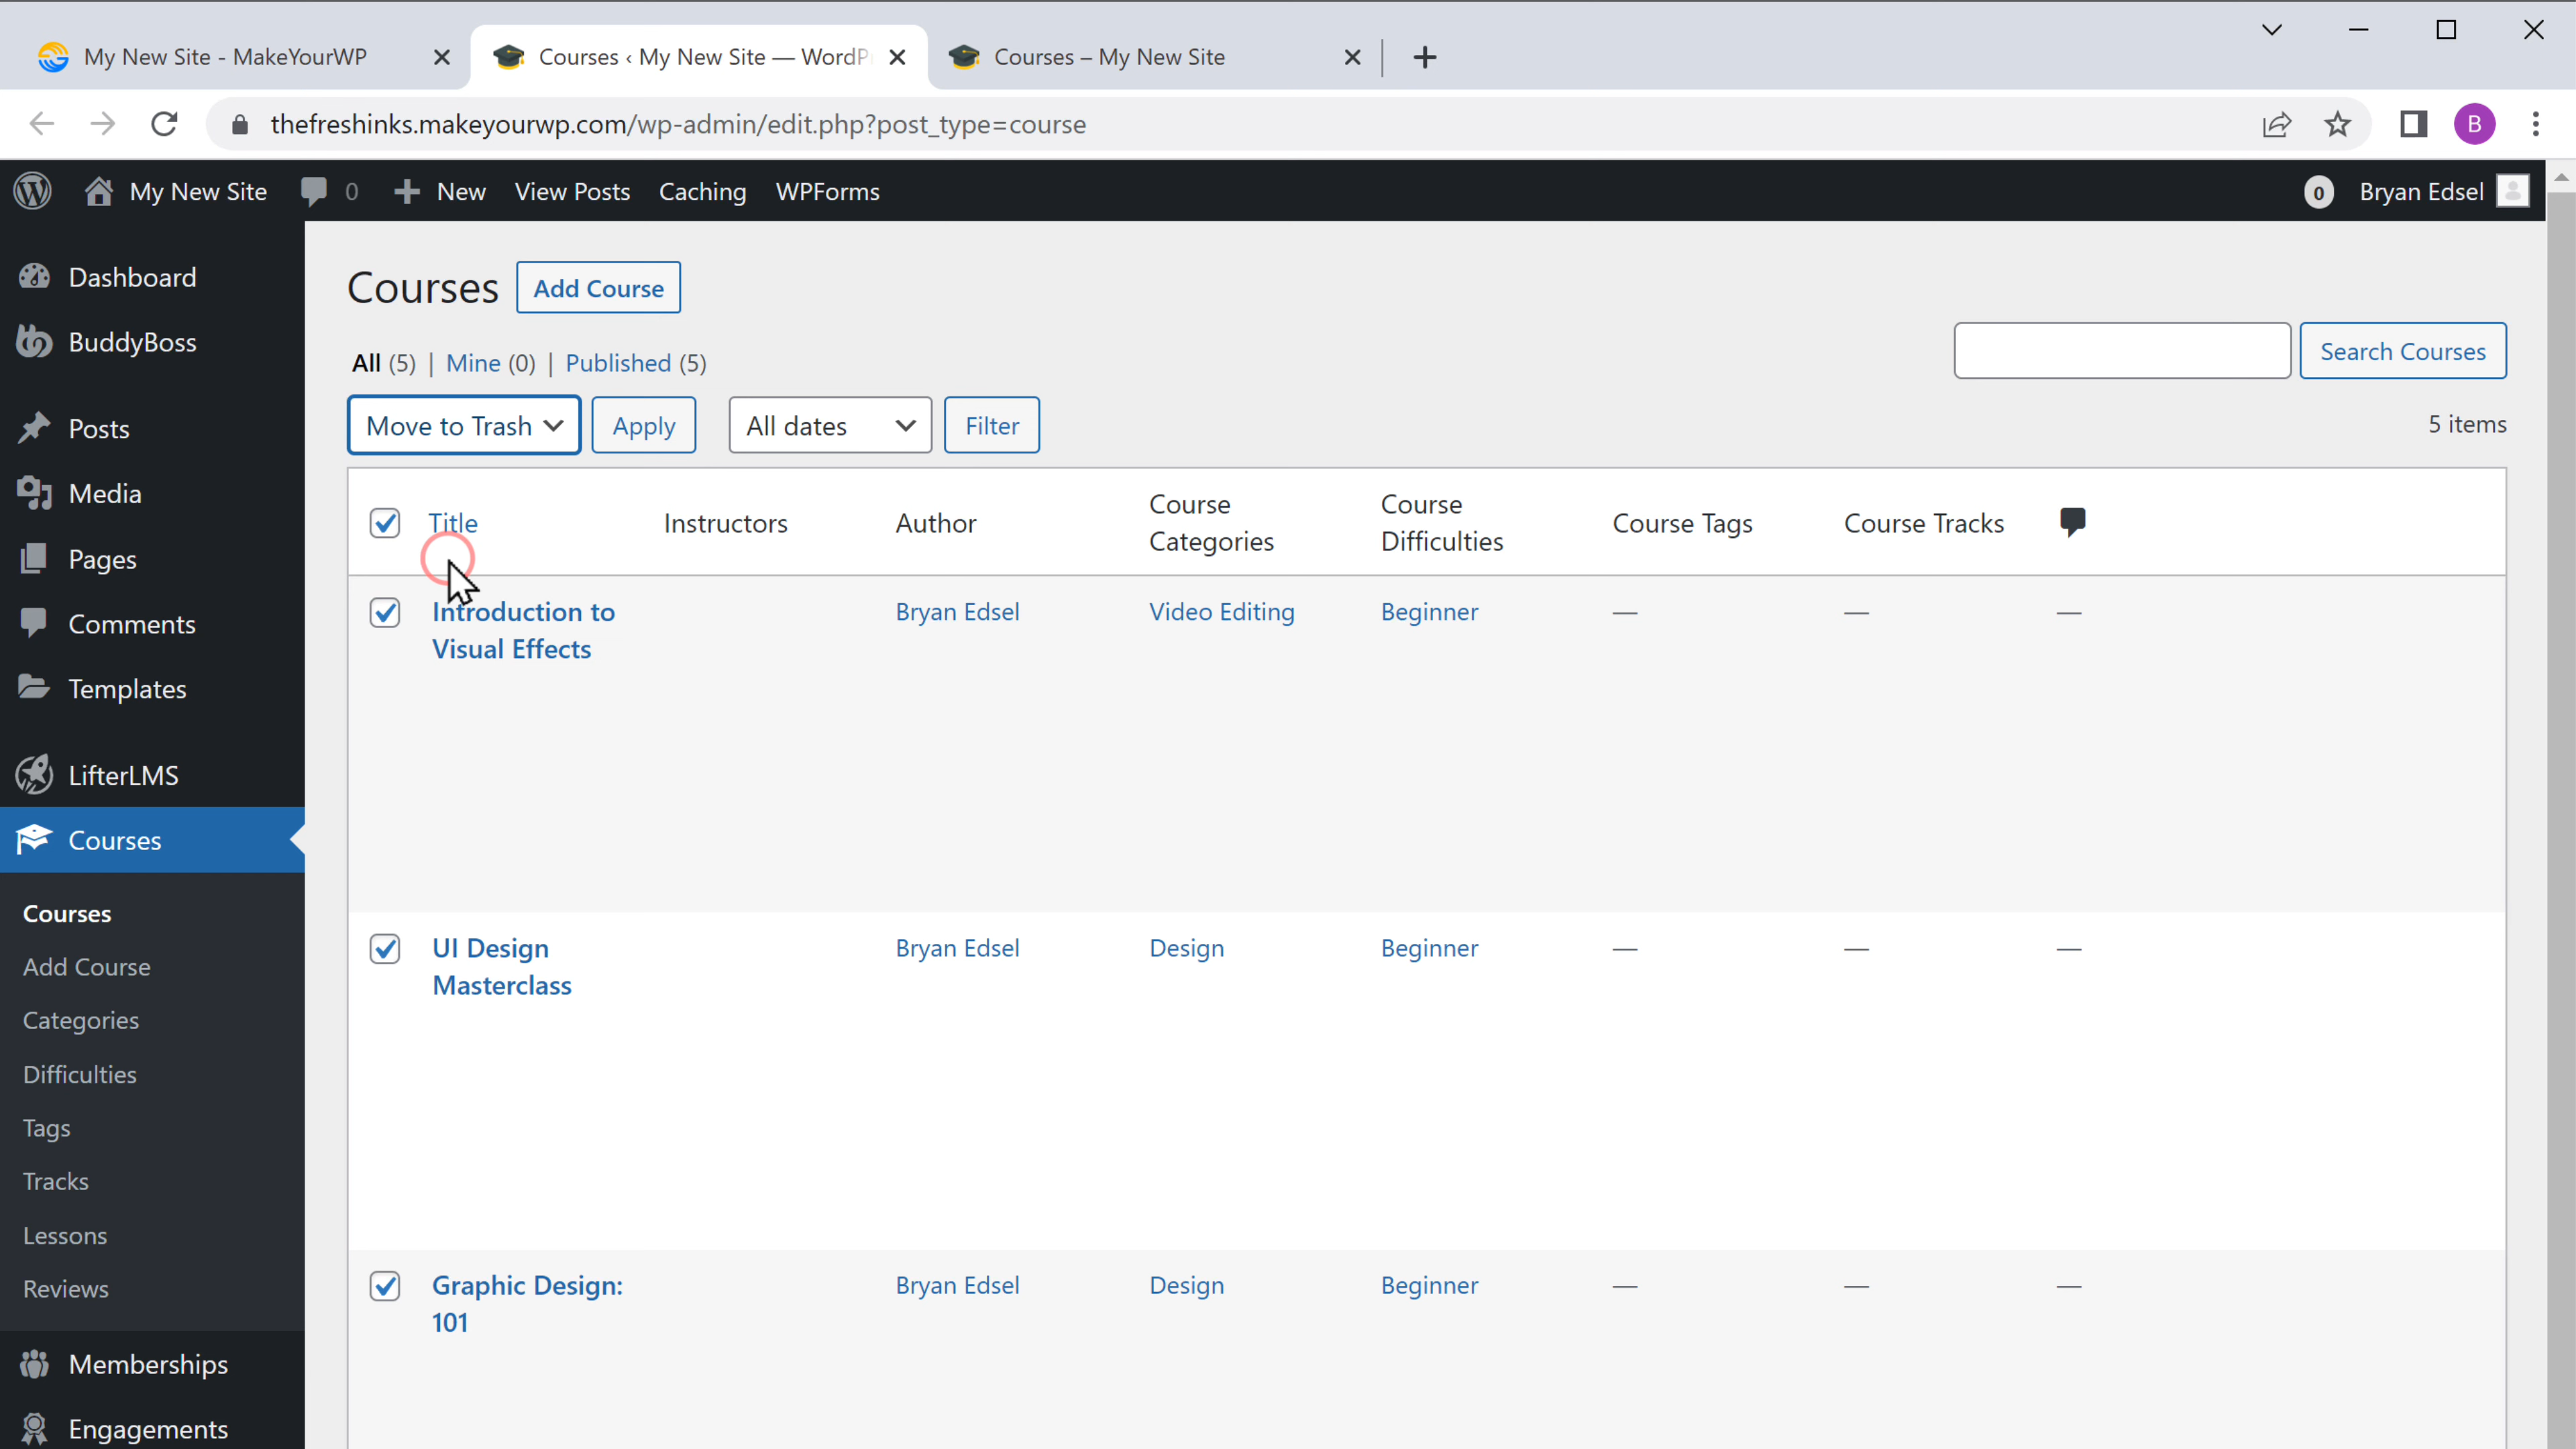 My New Site - MakeYourWP
Courses ‹ My New Site — WordP
Courses – My New Site
thefreshinks.makeyourwp.com/wp-admin/edit.php?post_type=course
B
My New Site
0
New
View Posts
Caching
WPForms
0
Bryan Edsel
Dashboard
BuddyBoss
Posts
Media
Pages
Comments
Templates
LifterLMS
Courses
Courses
Add Course
Categories
Difficulties
Tags
Tracks
Lessons
Reviews
Memberships
Engagements
Courses
Add Course
All (5) | Mine (0) | Published (5)
Search Courses
Move to Trash
Apply
All dates
Filter
5 items
Title
Instructors
Author
Course
Categories
Course
Difficulties
Course Tags
Course Tracks
Introduction to
Visual Effects
Bryan Edsel
Video Editing
Beginner
—
—
—
UI Design
Masterclass
Bryan Edsel
Design
Beginner
—
—
—
Graphic Design:
101
Bryan Edsel
Design
Beginner
—
—
—